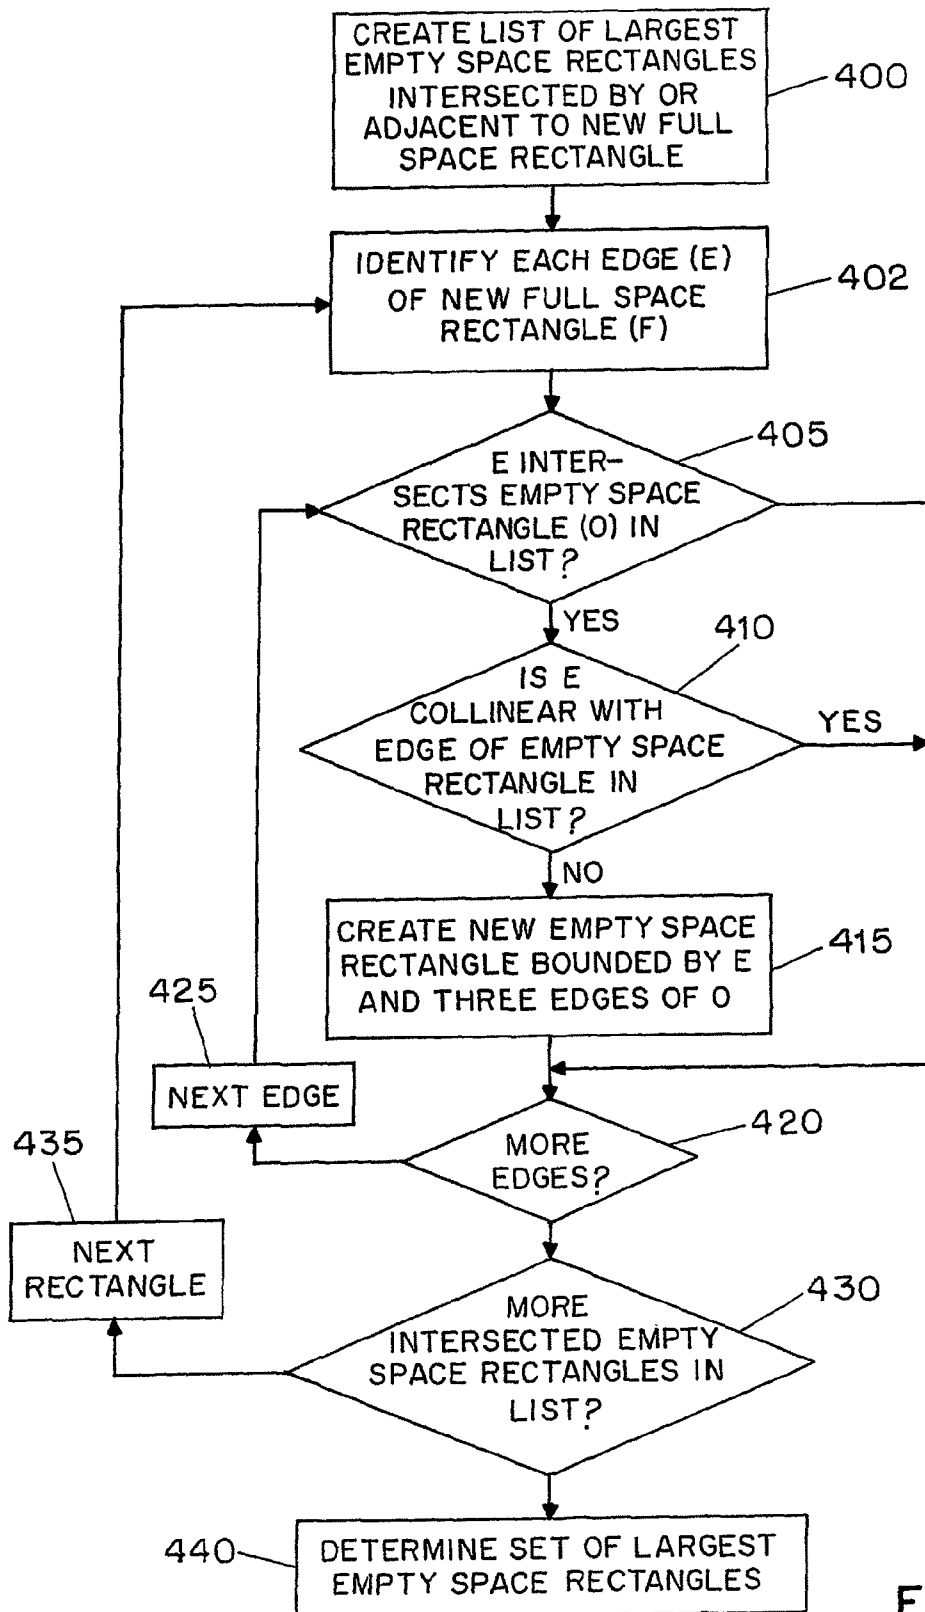 CREATE LIST OF LARGEST
EMPTY SPACE RECTANGLES
INTERSECTED BY OR
ADJACENT TO NEW FULL
SPACE RECTANGLE
400
IDENTIFY EACH EDGE (E)
OF NEW FULL SPACE
RECTANGLE (F)
402
405
E INTER-
SECTS EMPTY SPACE
RECTANGLE (O) IN
LIST?
YES
410
IS E
COLLINEAR WITH
EDGE OF EMPTY SPACE
RECTANGLE IN
LIST?
YES
NO
CREATE NEW EMPTY SPACE
RECTANGLE BOUNDED BY E
AND THREE EDGES OF O
415
425
NEXT EDGE
MORE
EDGES?
420
435
NEXT
RECTANGLE
MORE
INTERSECTED EMPTY
SPACE RECTANGLES IN
LIST?
430
440
DETERMINE SET OF LARGEST
EMPTY SPACE RECTANGLES
F